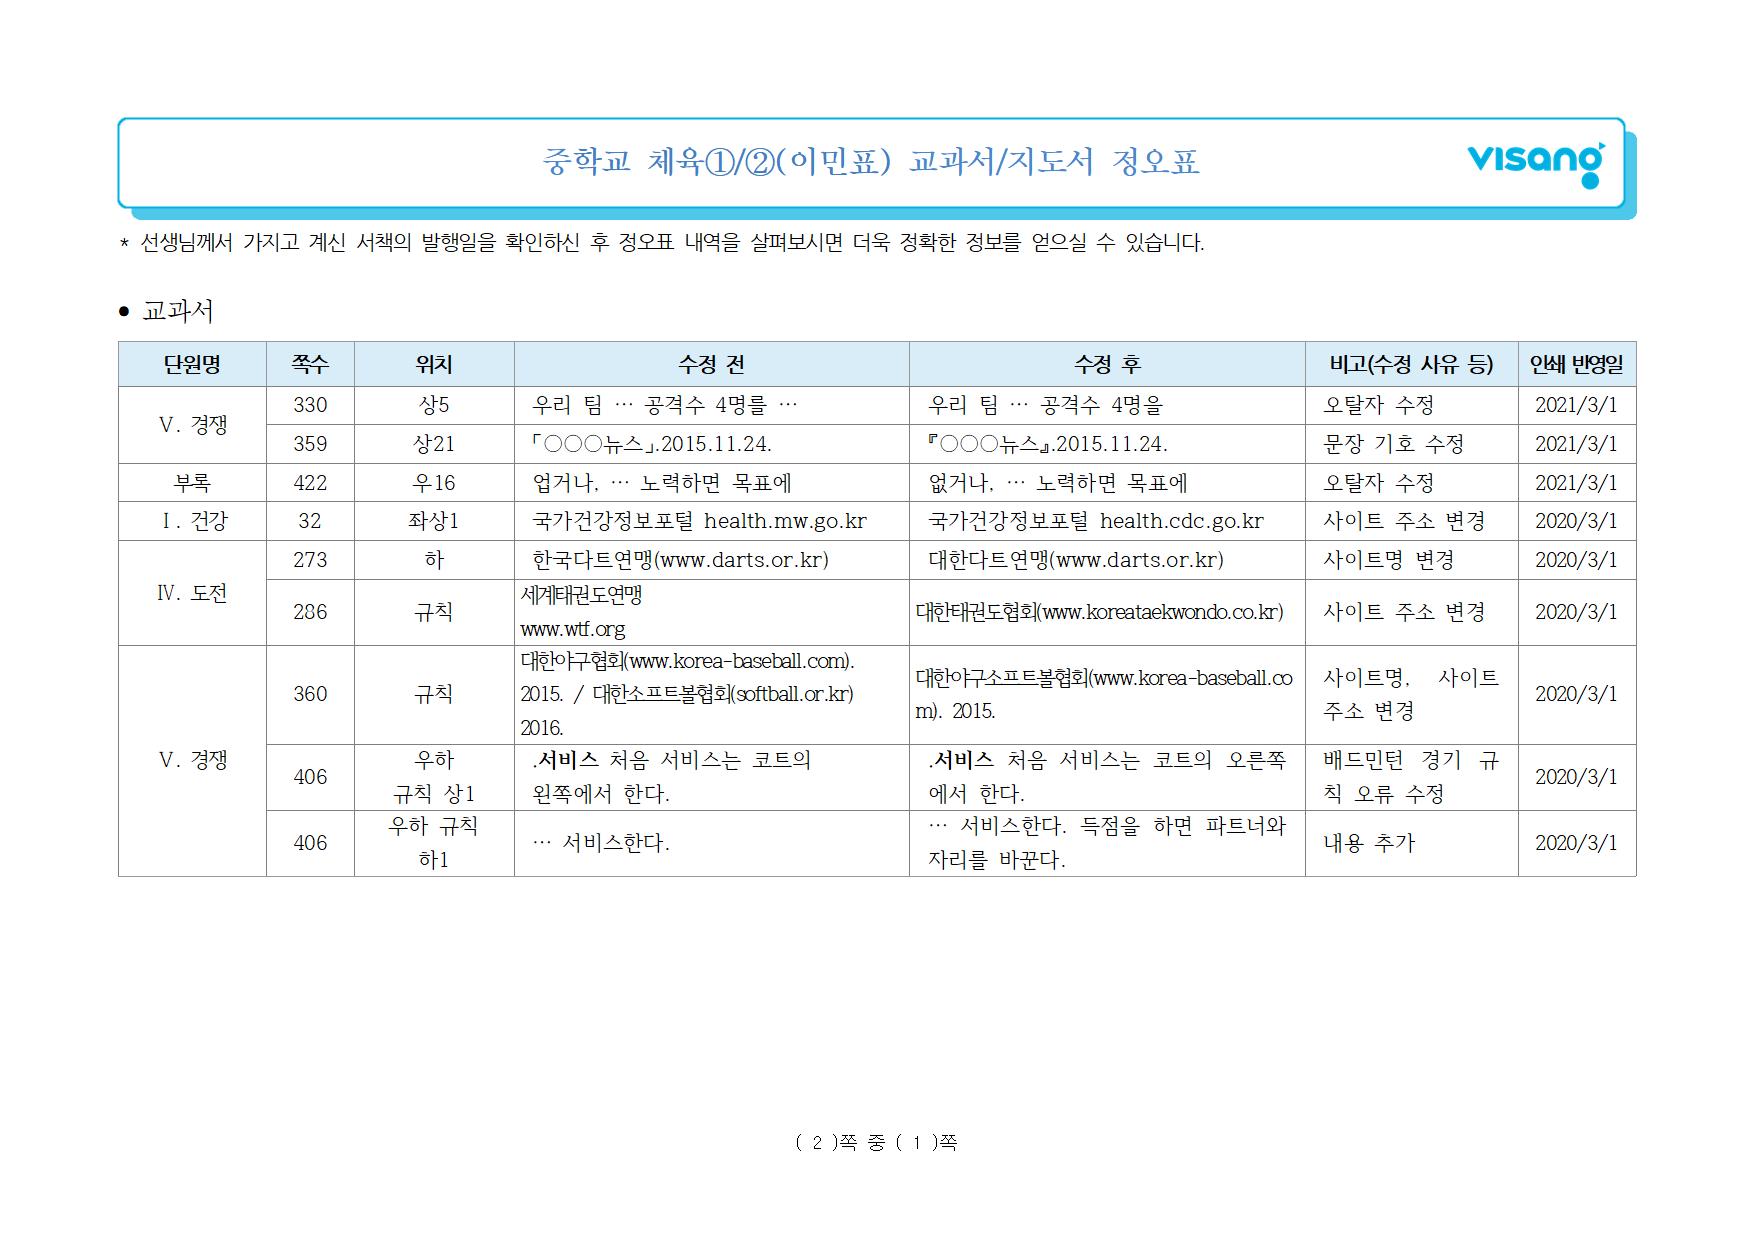 중학교 체육①/②(이민표) 교과서/지도서 정오표
visang
* 선생님께서 가지고 계신 서책의 발행일을 확인하신 후 정오표 내역을 살펴보시면 더욱 정확한 정보를 얻으실 수 있습니다.
● 교과서
단원명 쪽수 위치 수정 전 수정 후 비고(수정 사유 등) 인쇄 반영일
Ⅴ. 경쟁 330 상5 우리 팀 … 공격수 4명를 … 우리 팀 … 공격수 4명을 오탈자 수정 2021/3/1
359 상21 「○○○뉴스」.2015.11.24. 『○○○뉴스』.2015.11.24. 문장 기호 수정 2021/3/1
부록 422 우16 업거나, … 노력하면 목표에 없거나, … 노력하면 목표에 오탈자 수정 2021/3/1
Ⅰ. 건강 32 좌상1 국가건강정보포털 health.mw.go.kr 국가건강정보포털 health.cdc.go.kr 사이트 주소 변경 2020/3/1
Ⅳ. 도전 273 하 한국다트연맹(www.darts.or.kr) 대한다트연맹(www.darts.or.kr) 사이트명 변경 2020/3/1
286 규칙 세계태권도연맹
www.wtf.org
대한태권도협회(www.koreataekwondo.co.kr) 사이트 주소 변경 2020/3/1
Ⅴ. 경쟁 360 규칙 대한야구협회(www.korea-baseball.com).
2015. / 대한소프트볼협회(softball.or.kr)
2016.
대한야구소프트볼협회(www.korea-baseball.co
m). 2015.
사이트명, 사이트
주소 변경
2020/3/1
406 우하
규칙 상1
.서비스 처음 서비스는 코트의
왼쪽에서 한다.
.서비스 처음 서비스는 코트의 오른쪽
에서 한다.
배드민턴 경기 규
칙 오류 수정
2020/3/1
406 우하 규칙
하1
… 서비스한다.
… 서비스한다. 득점을 하면 파트너와
자리를 바꾼다.
내용 추가 2020/3/1
( 2 )쪽 중 ( 1 )쪽